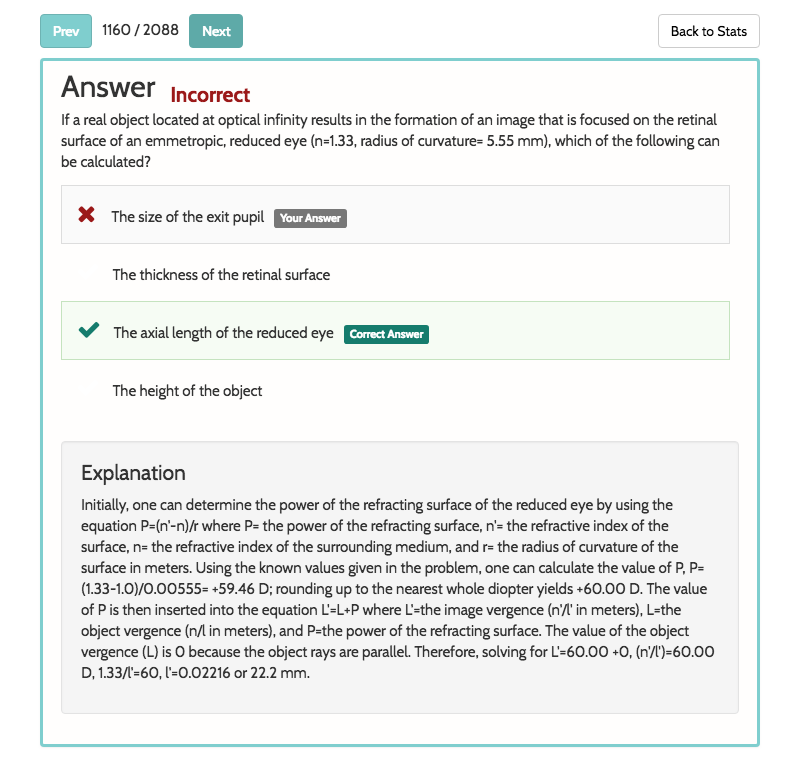 Prev 1160 / 2088 Next Back to Stats
Answer Incorrect
If a real object located at optical infinity results in the formation of an image that is focused on the retinal
surface of an emmetropic, reduced eye (n=1.33, radius of curvature= 5.55 mm), which of the following can
be calculated?
The size of the exit pupil Your Answer
The thickness of the retinal surface
The axial length of the reduced eye Correct Answer
The height of the object
Explanation
Initially, one can determine the power of the refracting surface of the reduced eye by using the
equation P=(n'-n)/r where P= the power of the refracting surface, n'= the refractive index of the
surface, n= the refractive index of the surrounding medium, and r= the radius of curvature of the
surface in meters. Using the known values given in the problem, one can calculate the value of P, P=
(1.33-1.0)/0.00555= +59.46 D; rounding up to the nearest whole diopter yields +60.00 D. The value
of P is then inserted into the equation L'=L+P where L'=the image vergence (n'/l' in meters), L=the
object vergence (n/l in meters), and P=the power of the refracting surface. The value of the object
vergence (L) is 0 because the object rays are parallel. Therefore, solving for L'=60.00 +0, (n'/l')=60.00
D, 1.33/l'=60, l'=0.02216 or 22.2 mm.